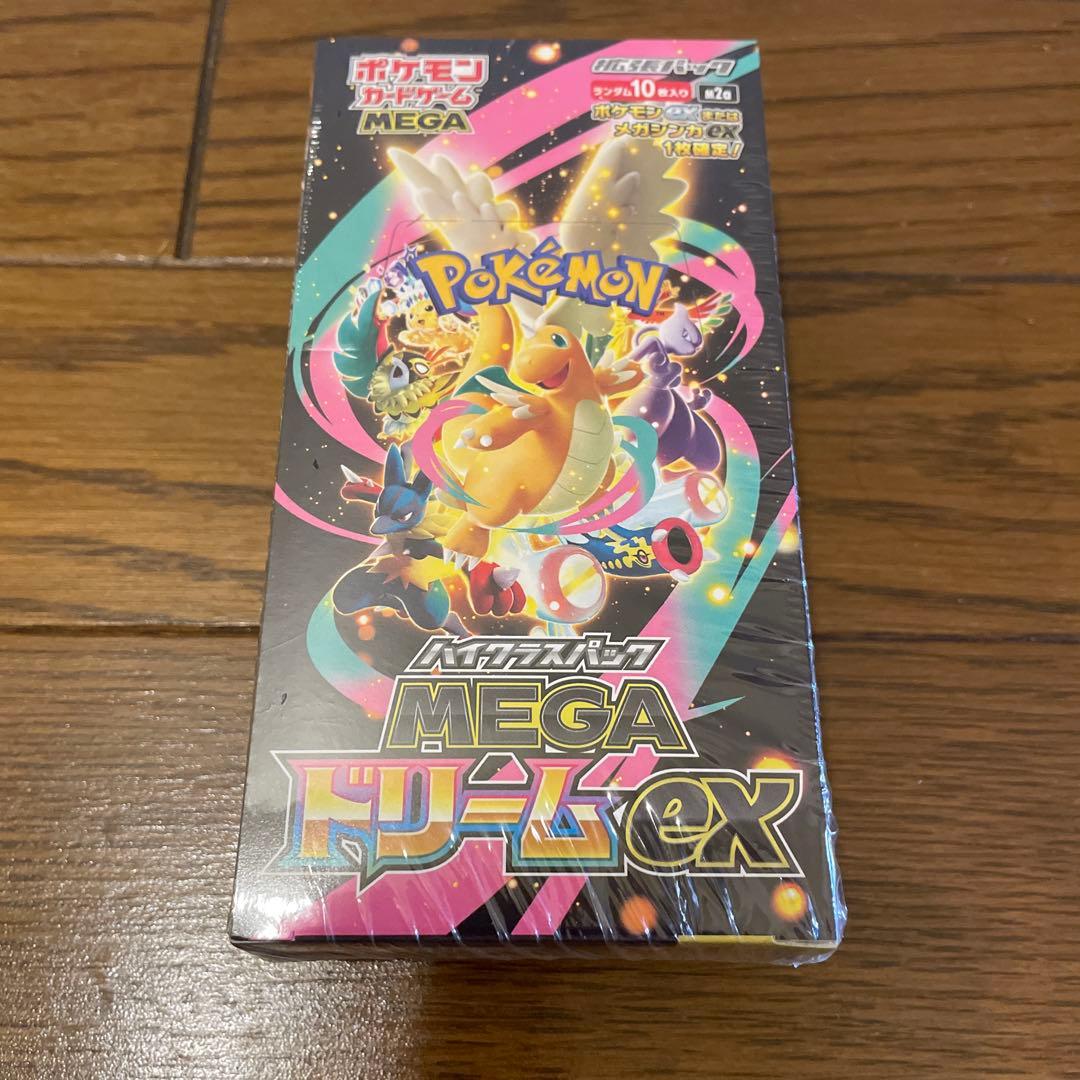 ポケモン
カードゲーム
MEGA
拡張パック
ランダム10枚入り
ポケモンexまたは
メガシンカex
1枚確定!
POKéMON
ハイクラスパック
MEGA
ドリームex